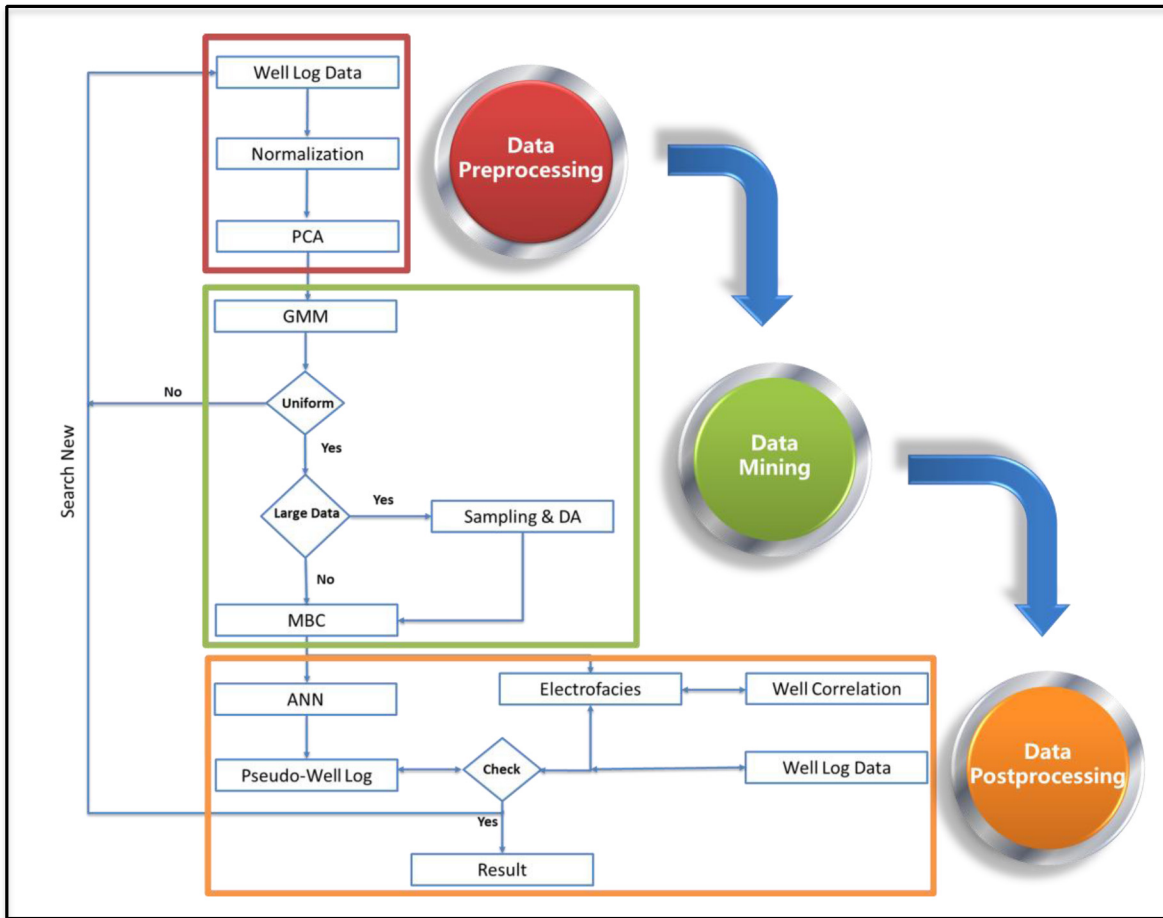 Well Log Data
Normalization
PCA
Data
Preprocessing
GMM
Uniform
No
Yes
Search New
Large Data
Yes
Sampling & DA
No
MBC
Data
Mining
ANN
Electrofacies
Well Correlation
Pseudo-Well Log
Check
Well Log Data
Yes
Result
Data
Postprocessing